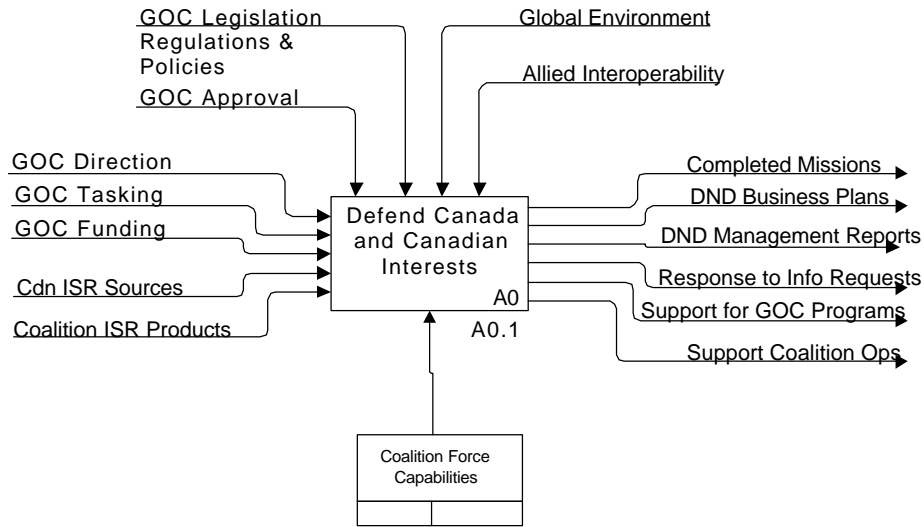 GOC Legislation
Regulations &
Policies
GOC Approval
Global Environment
Allied Interoperability
GOC Direction
GOC Tasking
GOC Funding
Cdn ISR Sources
Coalition ISR Products
Defend Canada
and Canadian
Interests
A0
A0.1
Completed Missions
DND Business Plans
DND Management Reports
Response to Info Requests
Support for GOC Programs
Support Coalition Ops
Coalition Force
Capabilities